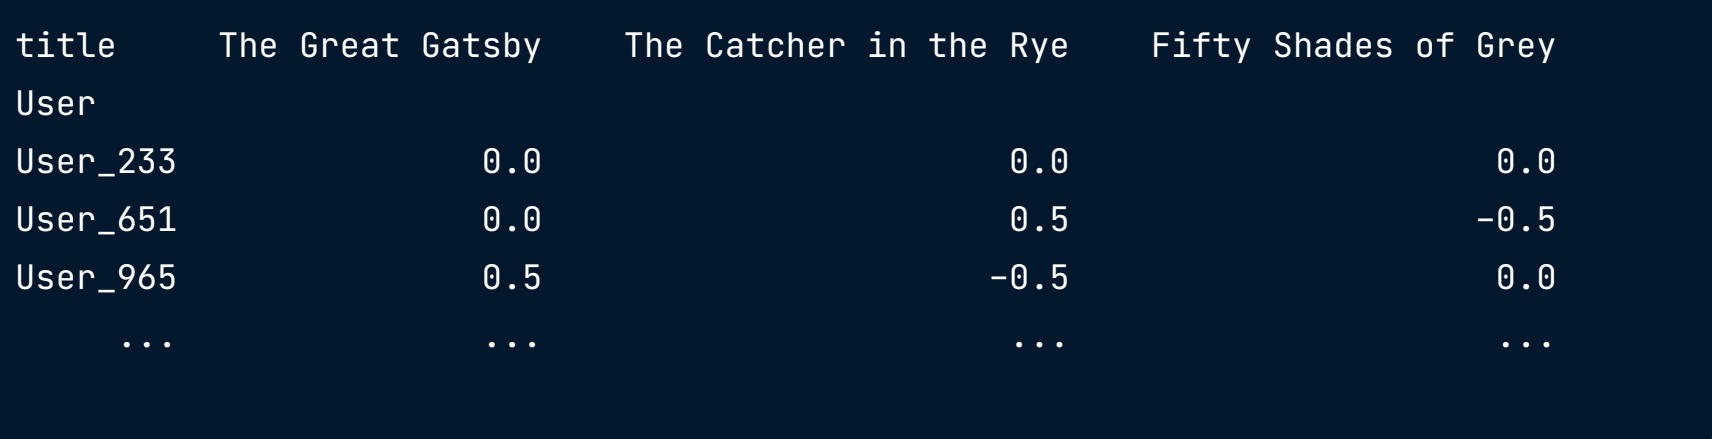 title The Great Gatsby The Catcher in the Rye Fifty Shades of Grey
User
User_233 0.0 0.0 0.0
User_651 0.0 0.5 -0.5
User_965 0.5 -0.5 0.0
... ... ... ...